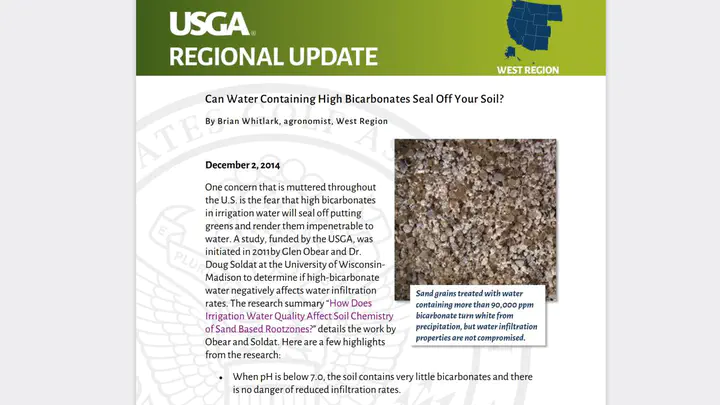 USGA®
REGIONAL UPDATE
WEST REGION
Can Water Containing High Bicarbonates Seal Off Your Soil?
By Brian Whitlark, agronomist, West Region
December 2, 2014
One concern that is muttered throughout
the U.S. is the fear that high bicarbonates
in irrigation water will seal off putting
greens and render them impenetrable to
water. A study, funded by the USGA, was
initiated in 2011by Glen Obear and Dr.
Doug Soldat at the University of Wisconsin-
Madison to determine if high-bicarbonate
water negatively affects water infiltration
rates. The research summary “How Does
Irrigation Water Quality Affect Soil Chemistry
of Sand Based Rootzones?” details the work by
Obear and Soldat. Here are a few highlights
from the research:
Sand grains treated with water
containing more than 90,000 ppm
bicarbonate turn white from
precipitation, but water infiltration
properties are not compromised.
• When pH is below 7.0, the soil contains very little bicarbonates and there
is no danger of reduced infiltration rates.